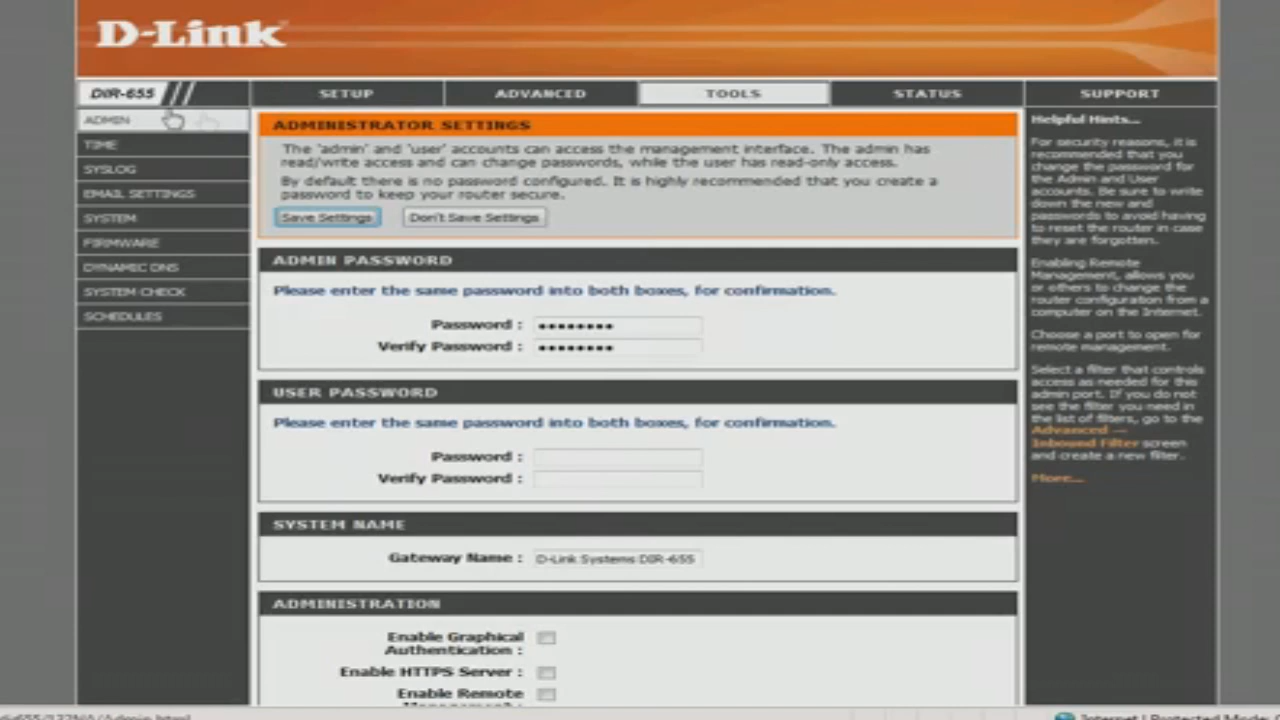 D-Link
DIR-655
SETUP
ADVANCED
TOOLS
STATUS
SUPPORT
ADMIN
TIME
SYSLOG
EMAIL SETTINGS
SYSTEM
FIRMWARE
DYNAMIC DNS
SYSTEM CHECK
SCHEDULES
ADMINISTRATOR SETTINGS
The 'admin' and 'user' accounts can access the management interface. The admin has
read/write access and can change passwords, while the user has read-only access.
By default there is no password configured. It is highly recommended that you create a
password to keep your router secure.
Save Settings
Don't Save Settings
ADMIN PASSWORD
Please enter the same password into both boxes, for confirmation.
Password : ••••••••
Verify Password : ••••••••
USER PASSWORD
Please enter the same password into both boxes, for confirmation.
Password :
Verify Password :
SYSTEM NAME
Gateway Name : D-Link Systems DIR-655
ADMINISTRATION
Enable Graphical
Authentication :
Enable HTTPS Server :
Enable Remote
Helpful Hints...
For security reasons, it is
recommended that you
change the password for
the Admin and User
accounts. Be sure to write
down the new and
passwords to avoid having
to reset the router in case
they are forgotten.
Enabling Remote
Management, allows you
or others to change the
router configuration from a
computer on the Internet.
Choose a port to open for
remote management.
Select a filter that controls
access as needed for this
admin port. If you do not
see the filter you need in
the list of filters, go to the
Advanced —
Inbound Filter screen
and create a new filter.
More...
Internet | Protected Mode: